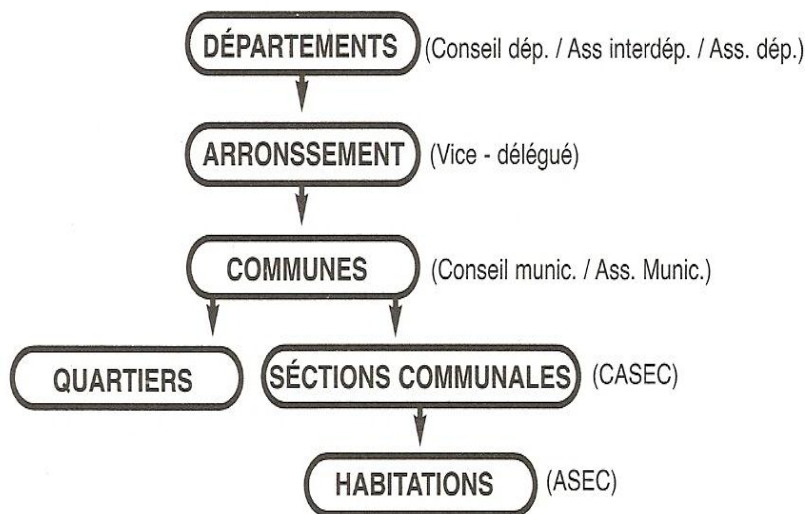 DÉPARTEMENTS (Conseil dép. / Ass interdép. / Ass. dép.)
ARRONSSEMENT (Vice - délégué)
COMMUNES (Conseil munic. / Ass. Munic.)
QUARTIERS SÉCTIONS COMMUNALES (CASEC)
HABITATIONS (ASEC)